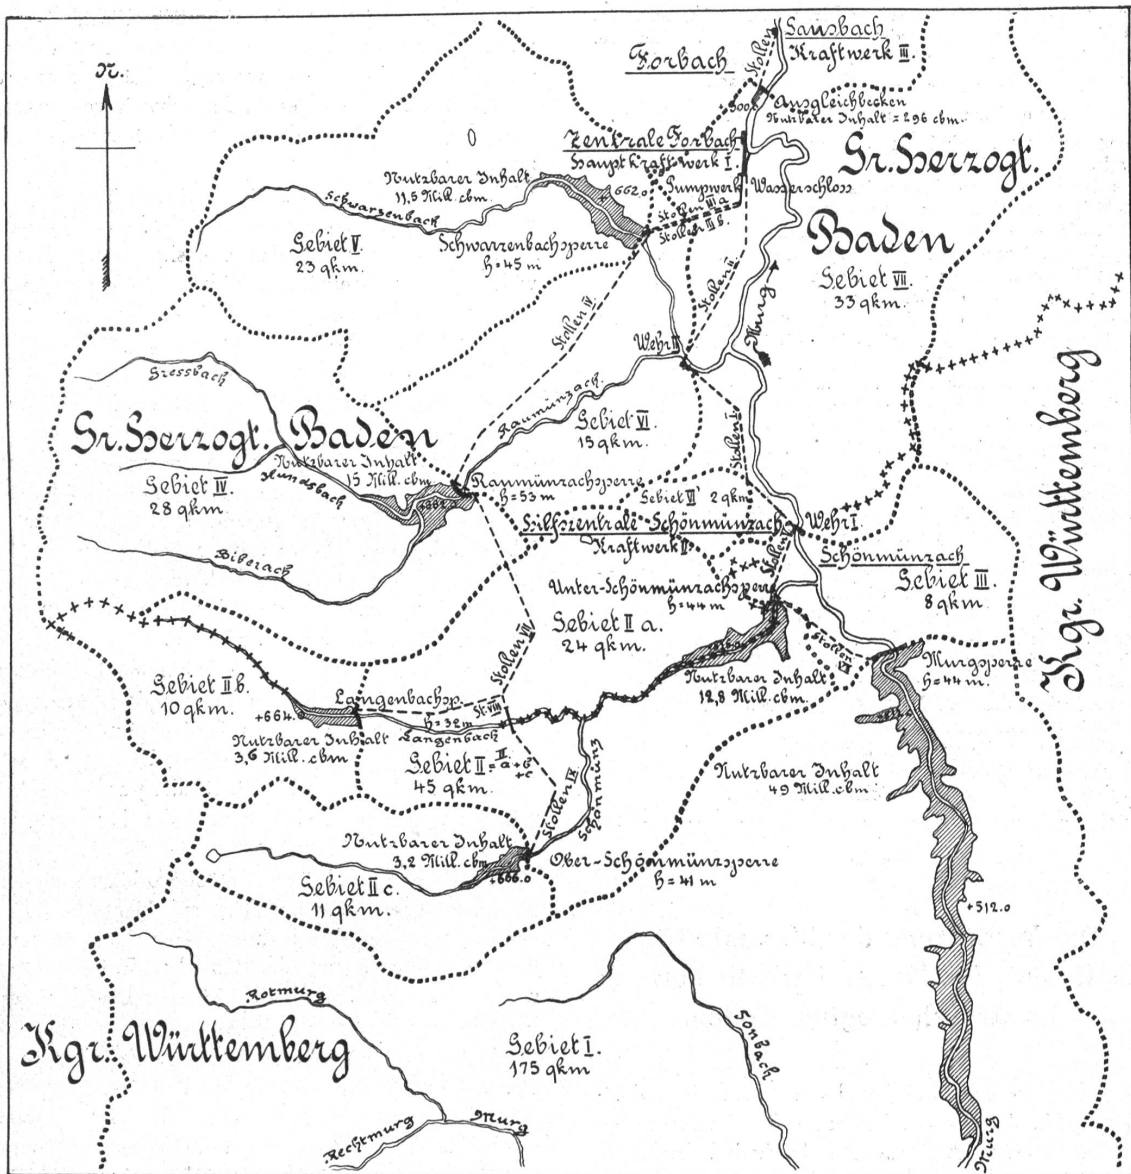 N.
Forbach
Sausbach
Kraftwerk III.
Stollen
Ausgleichbecken
Nutzbarer Inhalt = 296 cbm.
Zentrale Forbach
Hauptkraftwerk I.
Gr. Herzogt.
Baden
Nutzbarer Inhalt
11,5 Mill. cbm.
+662.0
Pumpwerk
Wasserschloss
Stollen III a
Stollen III b.
Schwarzenbach
Gebiet V.
23 qkm.
Schwarzenbachsperre
h=45 m
Stollen II.
Gebiet VII.
33 qkm.
Stollen IV
Murg
Wehr II
Gressbach
Raumünzach.
Gr. Herzogt. Baden
Gebiet VI.
15 qkm.
Stollen I
Nutzbarer Inhalt
15 Mill. cbm
Gebiet IV.
28 qkm.
Hundsbach
Raumünzachsperre
h=53 m
Gebiet VI 2 qkm
Hilfszentrale Schönmünzach
Kraftwerk II
Wehr I.
Kgr. Württemberg
Biberach
Stollen
Schönmünzach
Gebiet III.
8 qkm.
Unter-Schönmünzachsperre
h=44 m
Gebiet II a.
24 qkm.
Stollen VII
Stollen VI
Murgsperre
h=44 m.
Gebiet II b.
10 qkm.
+664.0
Langenbachsp.
h=32m
St. VIII
Langenbach
Nutzbarer Inhalt
12,8 Mill. cbm.
Nutzbarer Inhalt
3,6 Mill. cbm
Gebiet II = II a + b + c
45 qkm.
Nutzbarer Inhalt
49 Mill. cbm
Stollen IX
Schönmünz
Nutzbarer Inhalt
3,2 Mill. cbm
+666.0
Ober-Schönmünzsperre
h=41 m
Gebiet II c.
11 qkm.
+512.0
Rotmurg
Kgr. Württemberg
Gebiet I.
175 qkm
Tonbach
Rechtmurg
Murg
Murg